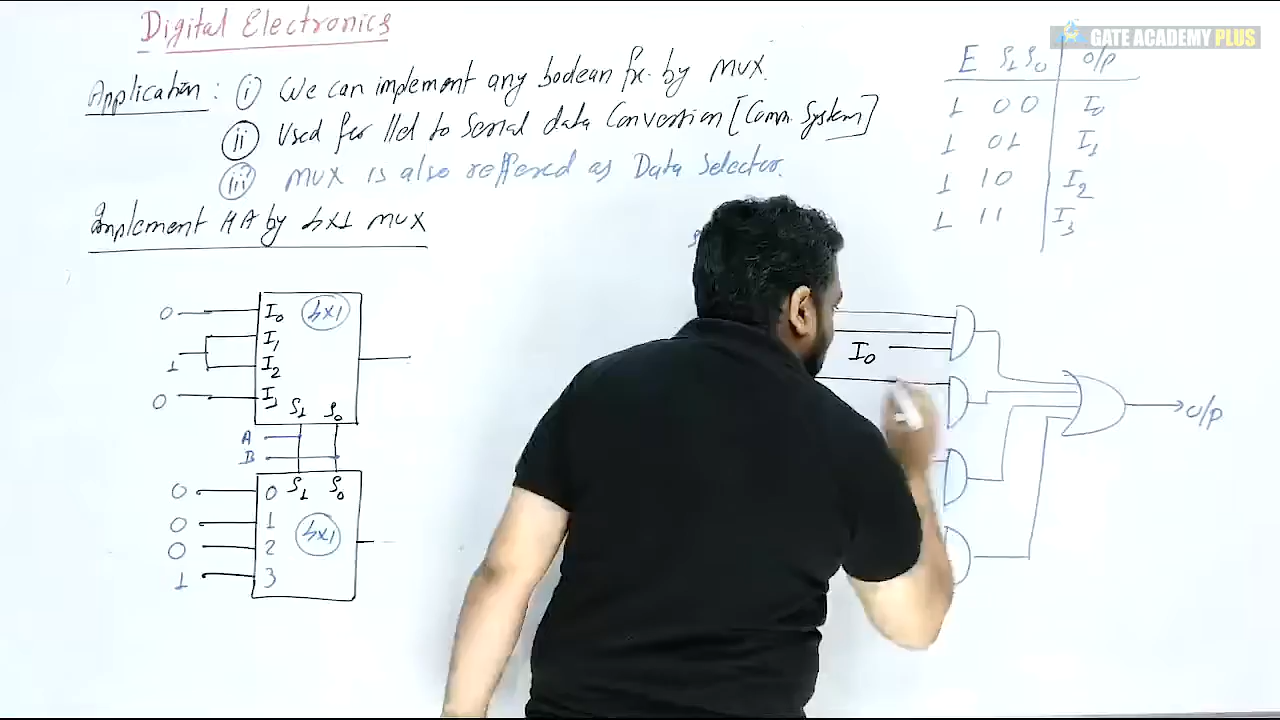 Digital Electronics
GATE ACADEMY PLUS
Application : (i) We can implement any boolean fx. by MUX.
(ii) Used for lled to Serial data Convertion [Comm. System]
(iii) MUX is also reffered as Data Selector.
Implement HA by 4x1 MUX
E S1 S0 O/P
1 0 0 I0
1 0 1 I1
1 1 0 I2
1 1 1 I3
0 I0 4x1
I1
1 I2
0 I3
S1 S0
A
B
0 0 S1 S0
0 1 4x1
0 2
1 3
I0
O/P